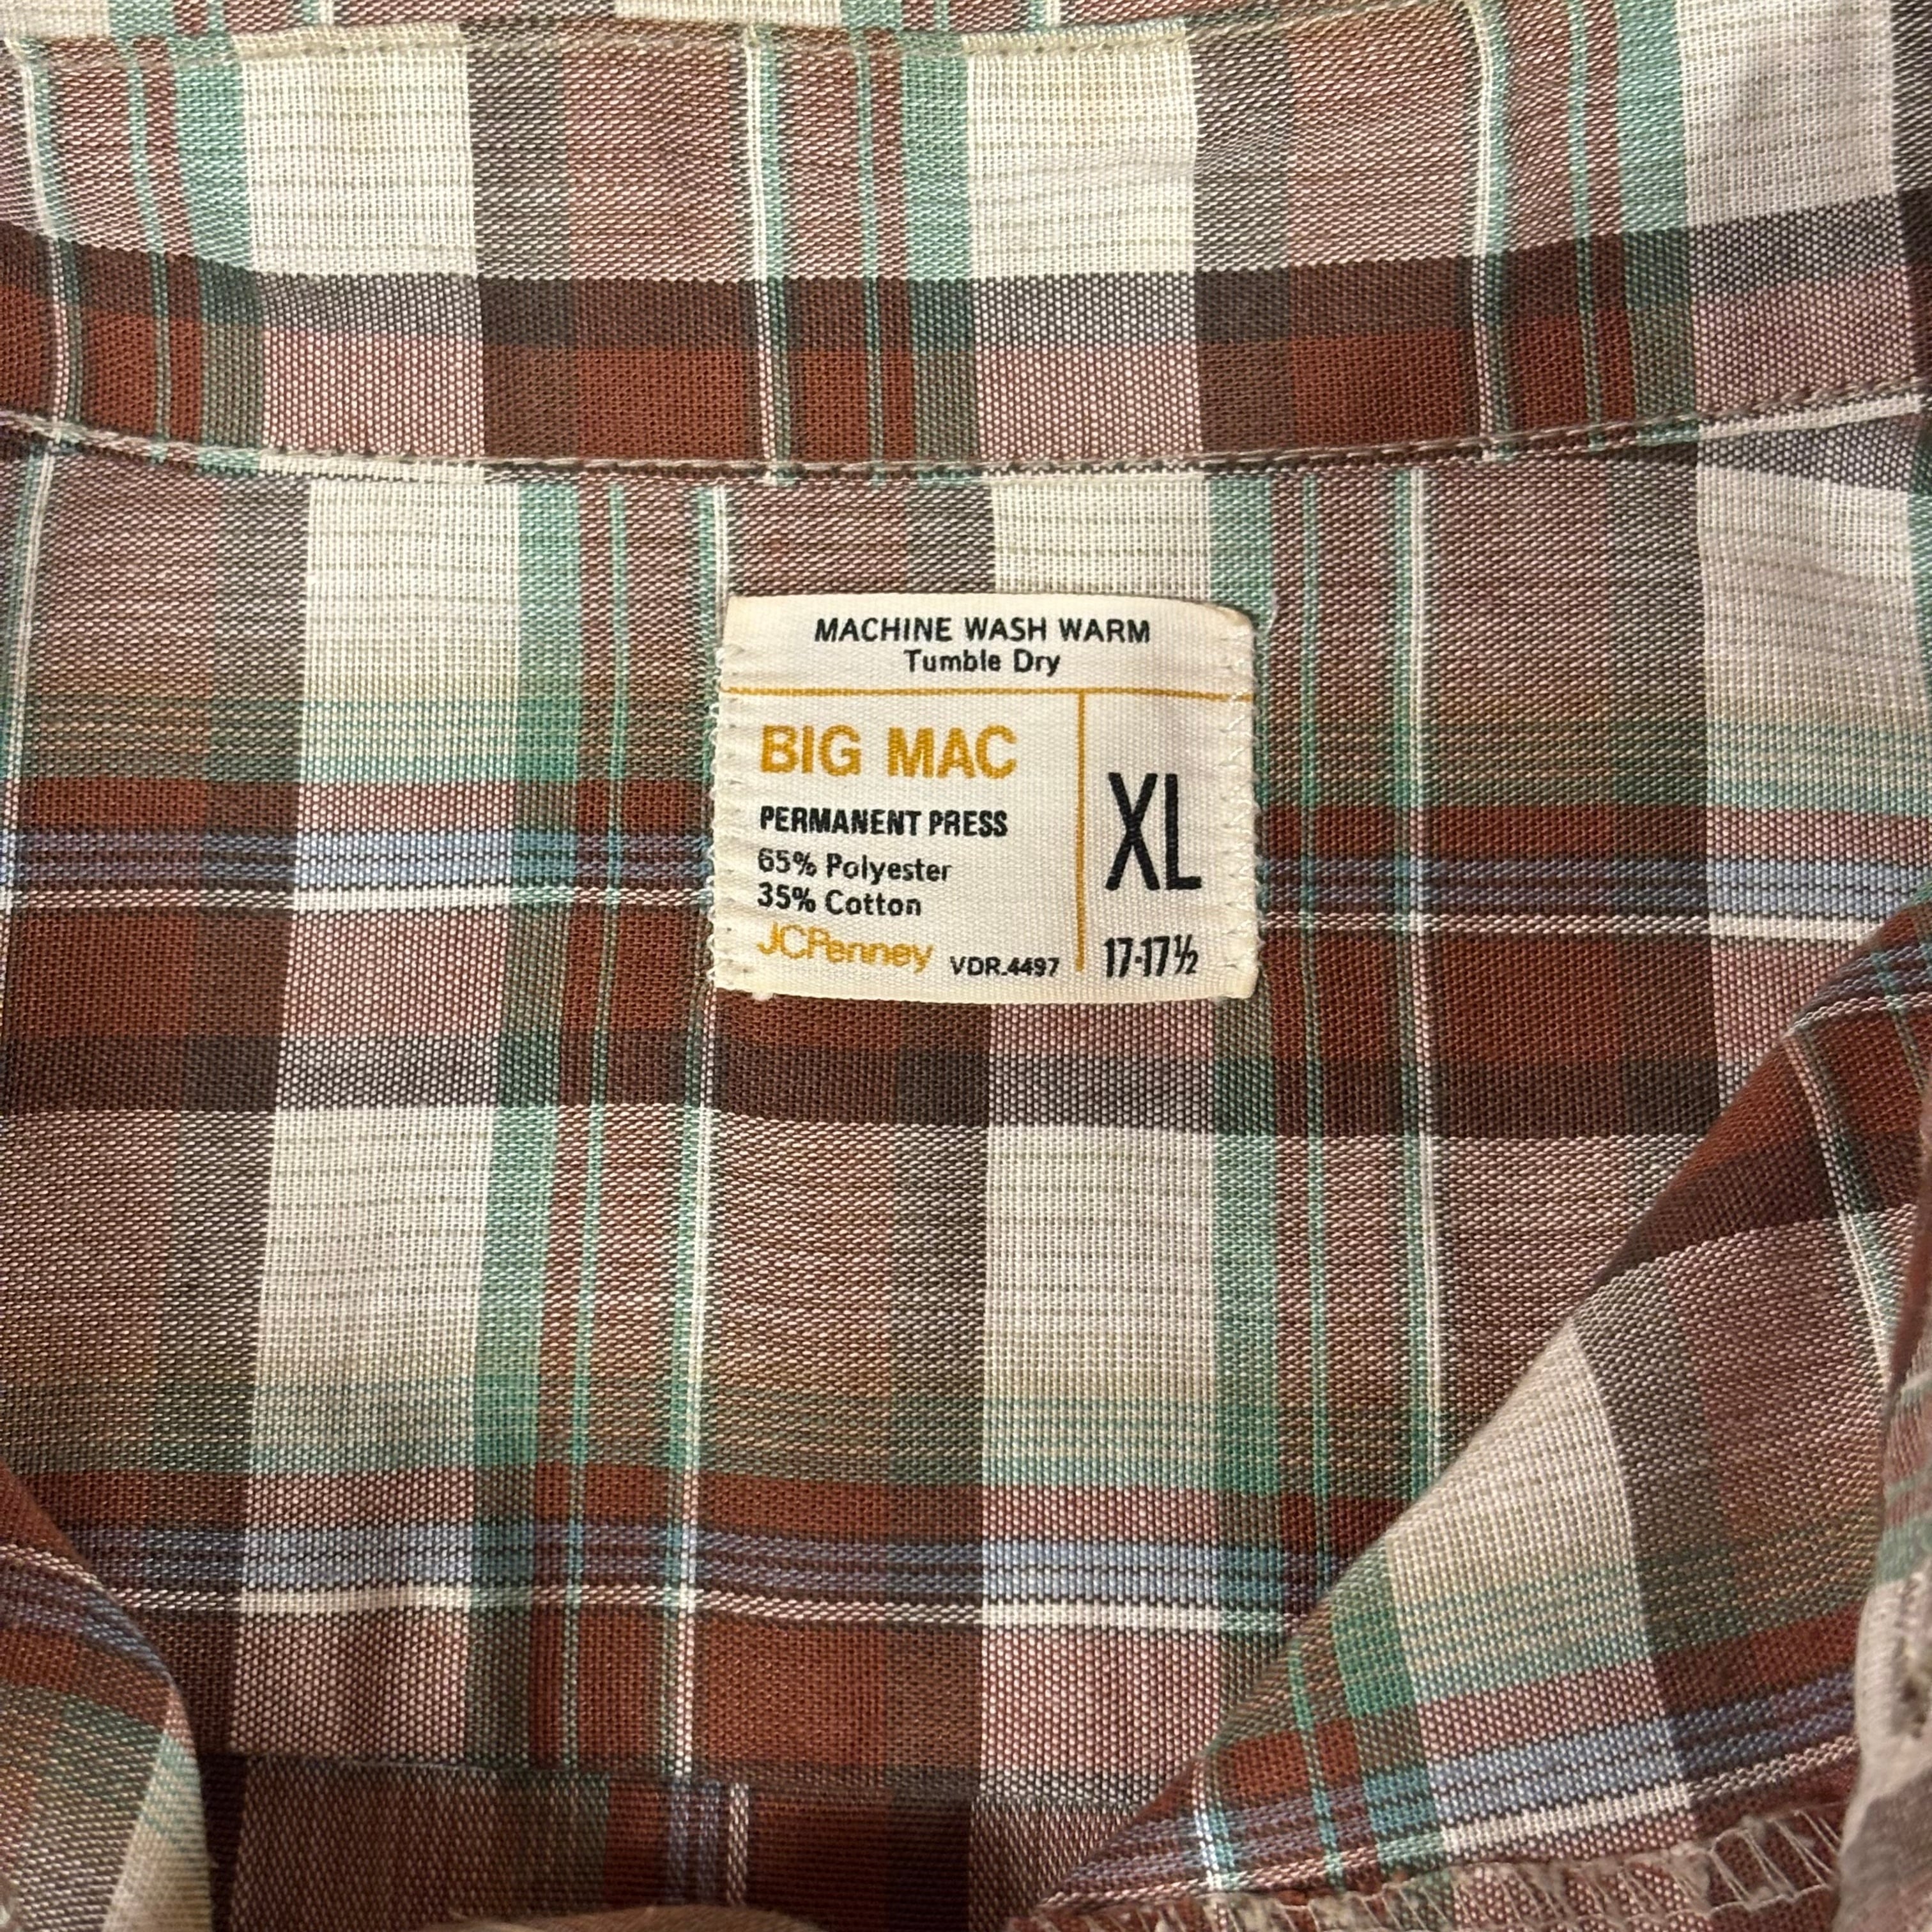 MACHINE WASH WARM
Tumble Dry
BIG MAC
PERMANENT PRESS
65% Polyester
35% Cotton
JCPenney VDR.4497
XL
17-17½